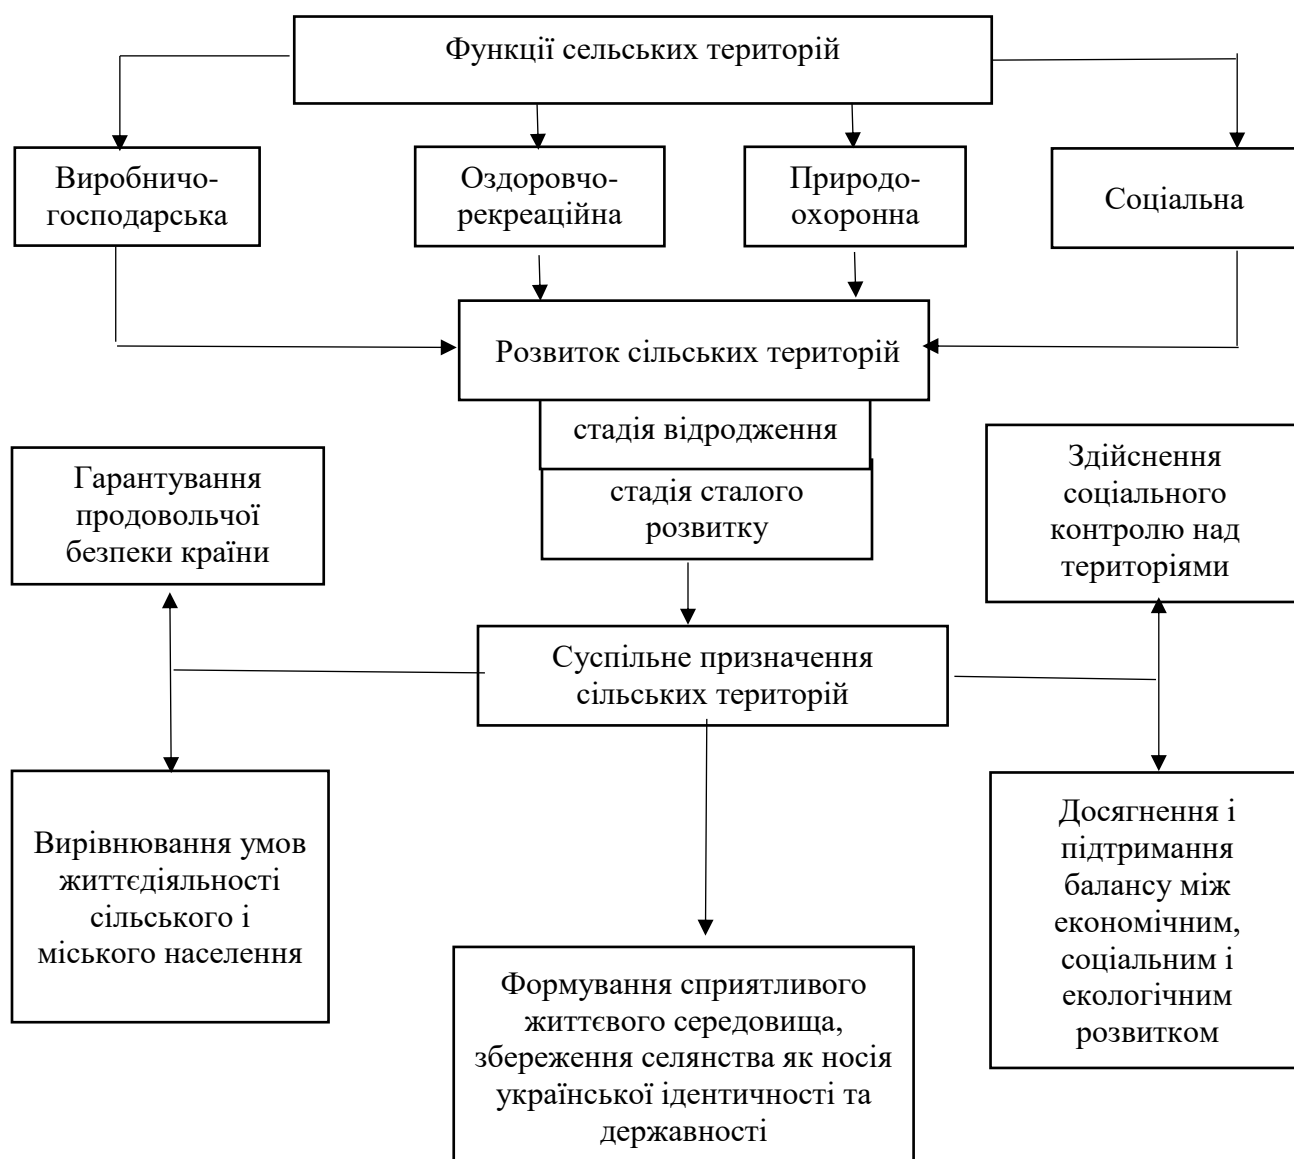 Функції сельських територій
Виробничо-
господарська
Оздоровчо-
рекреаційна
Природо-
охоронна
Соціальна
Розвиток сільських територій
стадія відродження
стадія сталого
розвитку
Гарантування
продовольчої
безпеки країни
Здійснення
соціального
контролю над
територіями
Суспільне призначення
сільських територій
Вирівнювання умов
життєдіяльності
сільського і
міського населення
Формування сприятливого
життєвого середовища,
збереження селянства як носія
української ідентичності та
державності
Досягнення і
підтримання
балансу між
економічним,
соціальним і
екологічним
розвитком